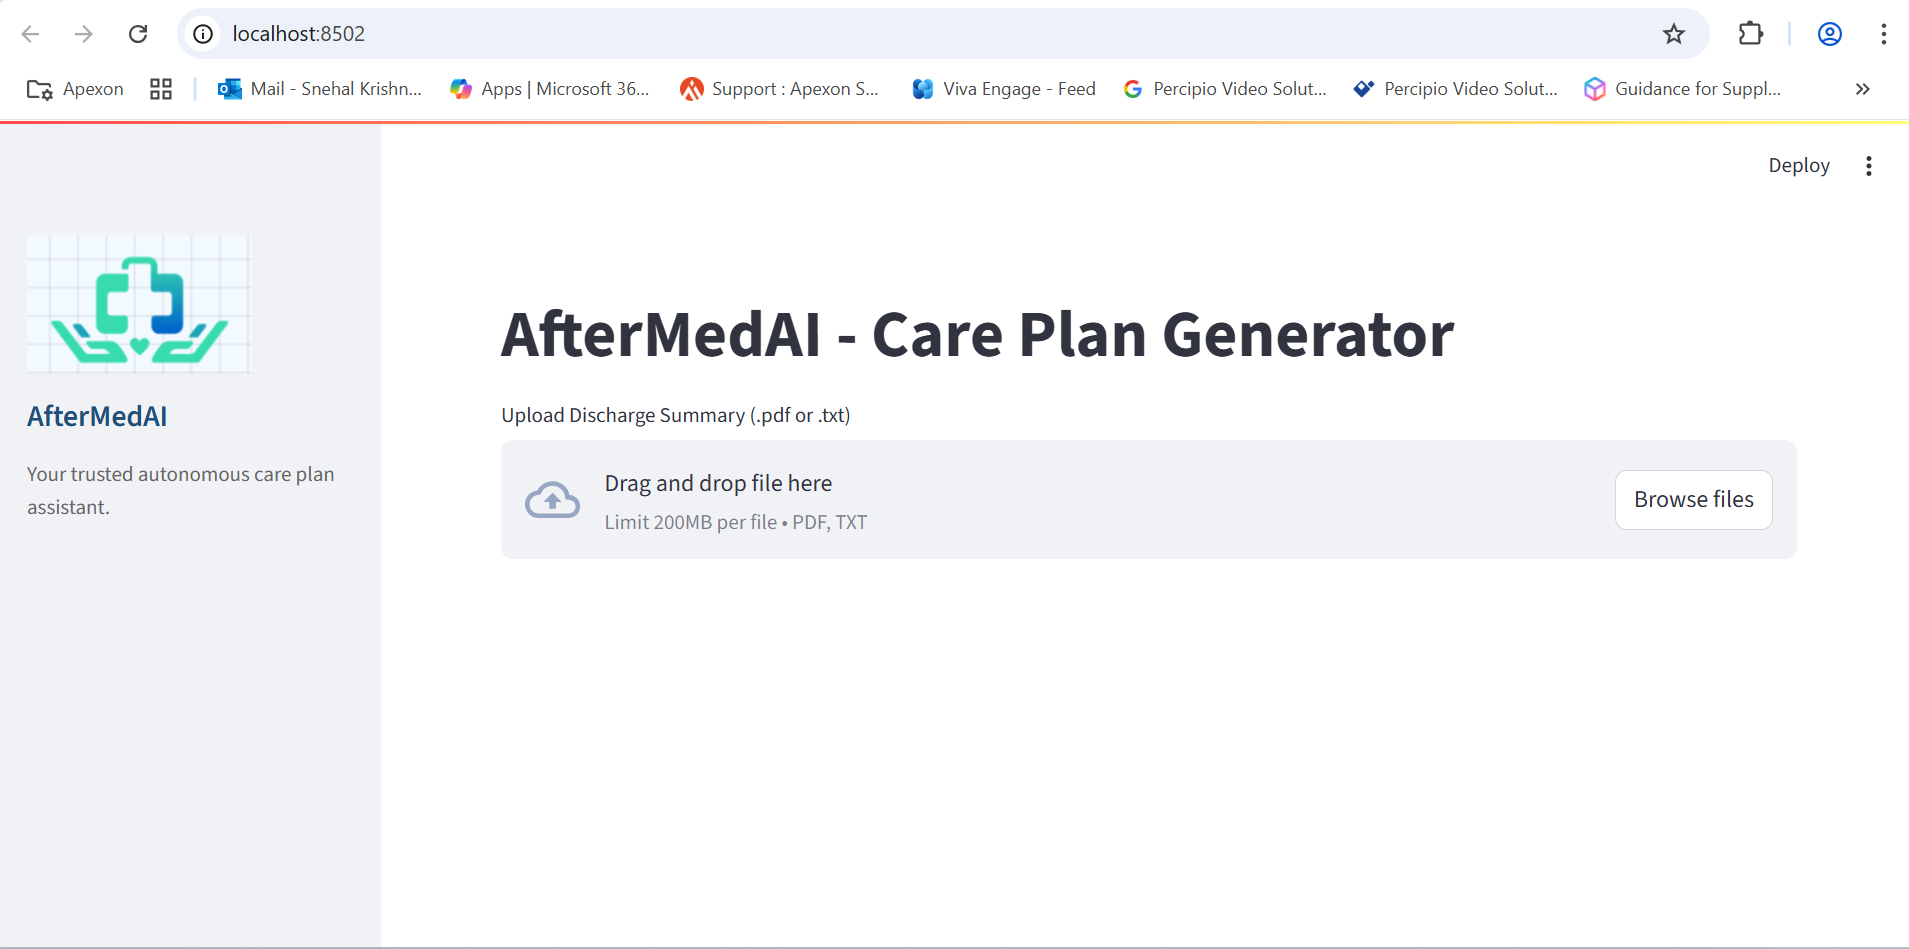 localhost:8502
Apexon
Mail - Snehal Krishn...
Apps | Microsoft 36...
Support : Apexon S...
Viva Engage - Feed
Percipio Video Solut...
Percipio Video Solut...
Guidance for Suppl...
Deploy
AfterMedAI
Your trusted autonomous care plan
assistant.
AfterMedAI - Care Plan Generator
Upload Discharge Summary (.pdf or .txt)
Drag and drop file here
Limit 200MB per file • PDF, TXT
Browse files